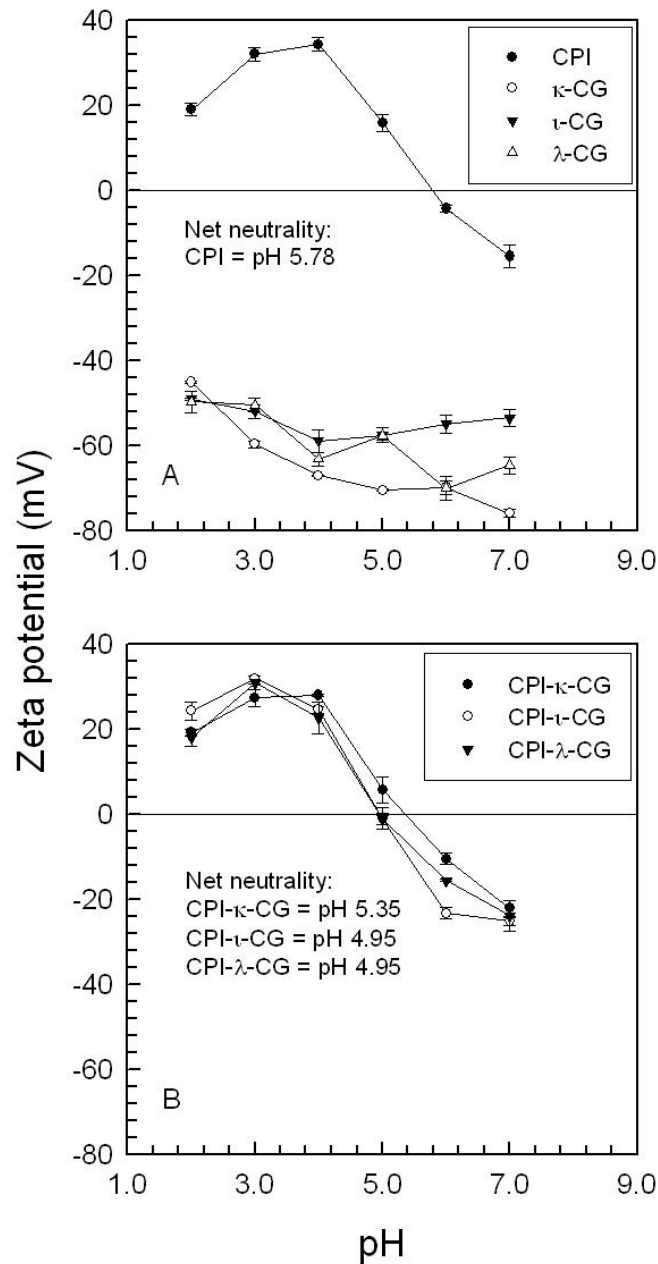 Zeta potential (mV)
40
20
0
-20
-40
-60
-80
CPI
κ-CG
ι-CG
λ-CG
Net neutrality:
CPI = pH 5.78
A
1.0
3.0
5.0
7.0
9.0
40
20
0
-20
-40
-60
-80
CPI-κ-CG
CPI-ι-CG
CPI-λ-CG
Net neutrality:
CPI-κ-CG = pH 5.35
CPI-ι-CG = pH 4.95
CPI-λ-CG = pH 4.95
B
1.0
3.0
5.0
7.0
9.0
pH